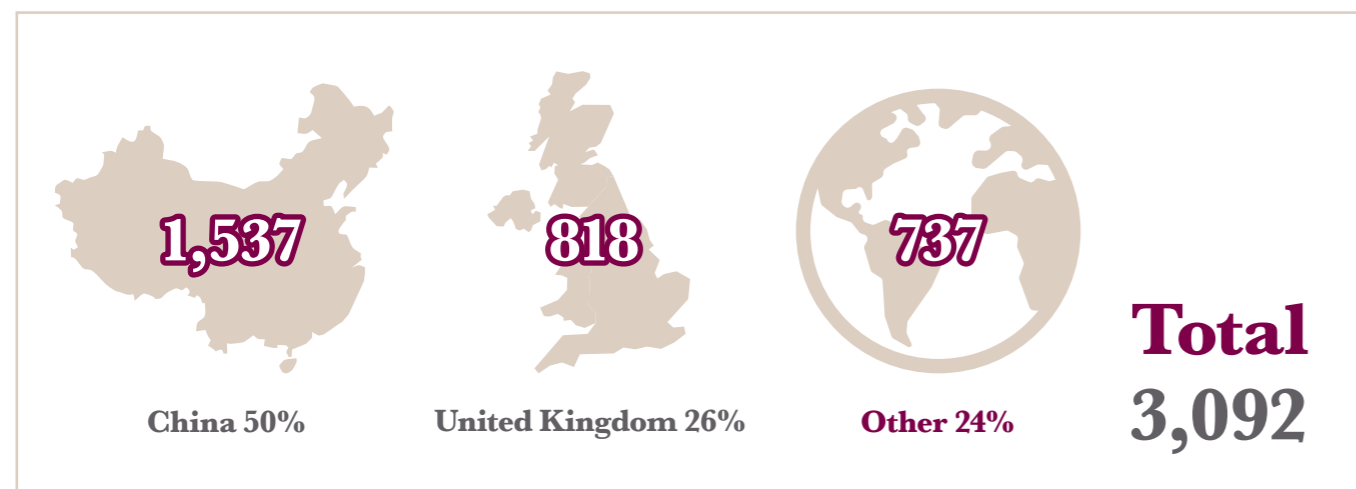 1,537
818
737
China 50%
United Kingdom 26%
Other 24%
Total
3,092